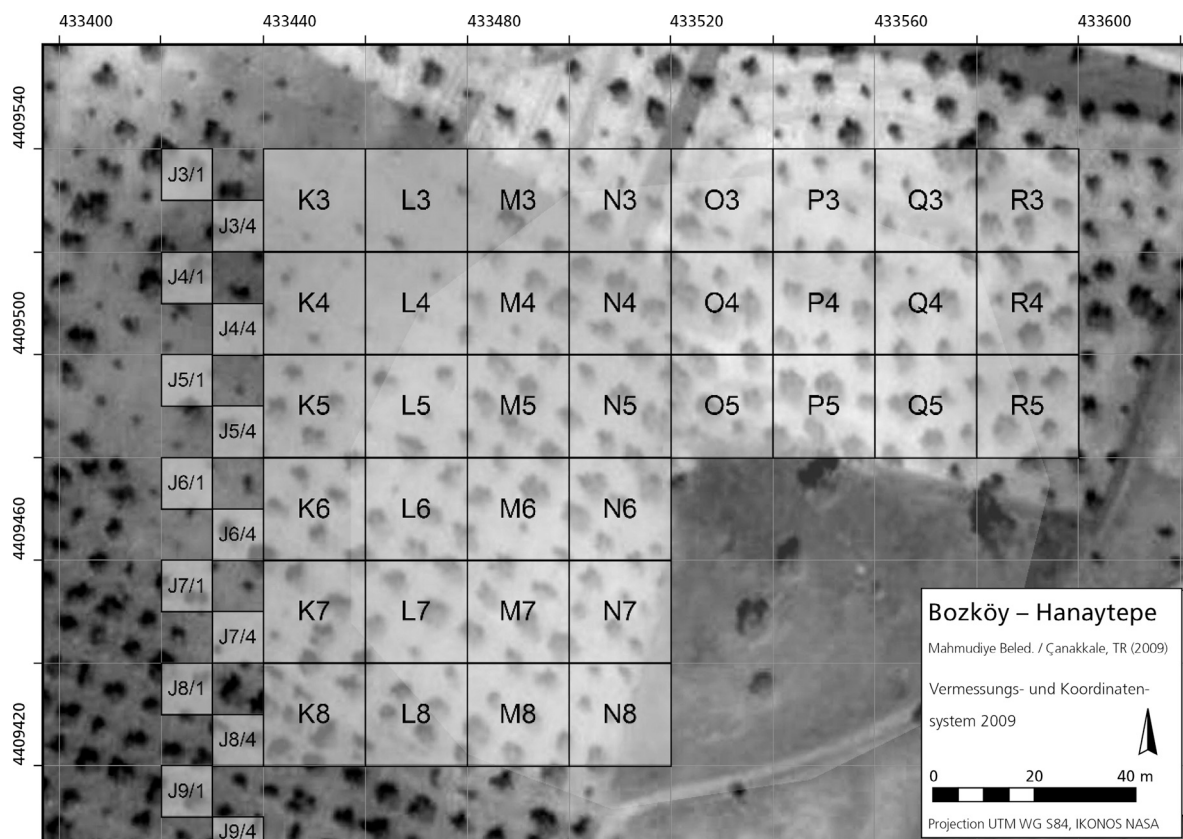 433400 433440 433480 433520 433560 433600
4409540
4409500
4409460
4409420
J3/1 K3 L3 M3 N3 O3 P3 Q3 R3
J3/4
J4/1 K4 L4 M4 N4 O4 P4 Q4 R4
J4/4
J5/1 K5 L5 M5 N5 O5 P5 Q5 R5
J5/4
J6/1 K6 L6 M6 N6
J6/4
J7/1 K7 L7 M7 N7
J7/4
J8/1 K8 L8 M8 N8
J8/4
J9/1
J9/4
Bozköy – Hanaytepe
Mahmudiye Beled. / Çanakkale, TR (2009)
Vermessungs- und Koordinaten-
system 2009
0 20 40 m
Projection UTM WG S84, IKONOS NASA